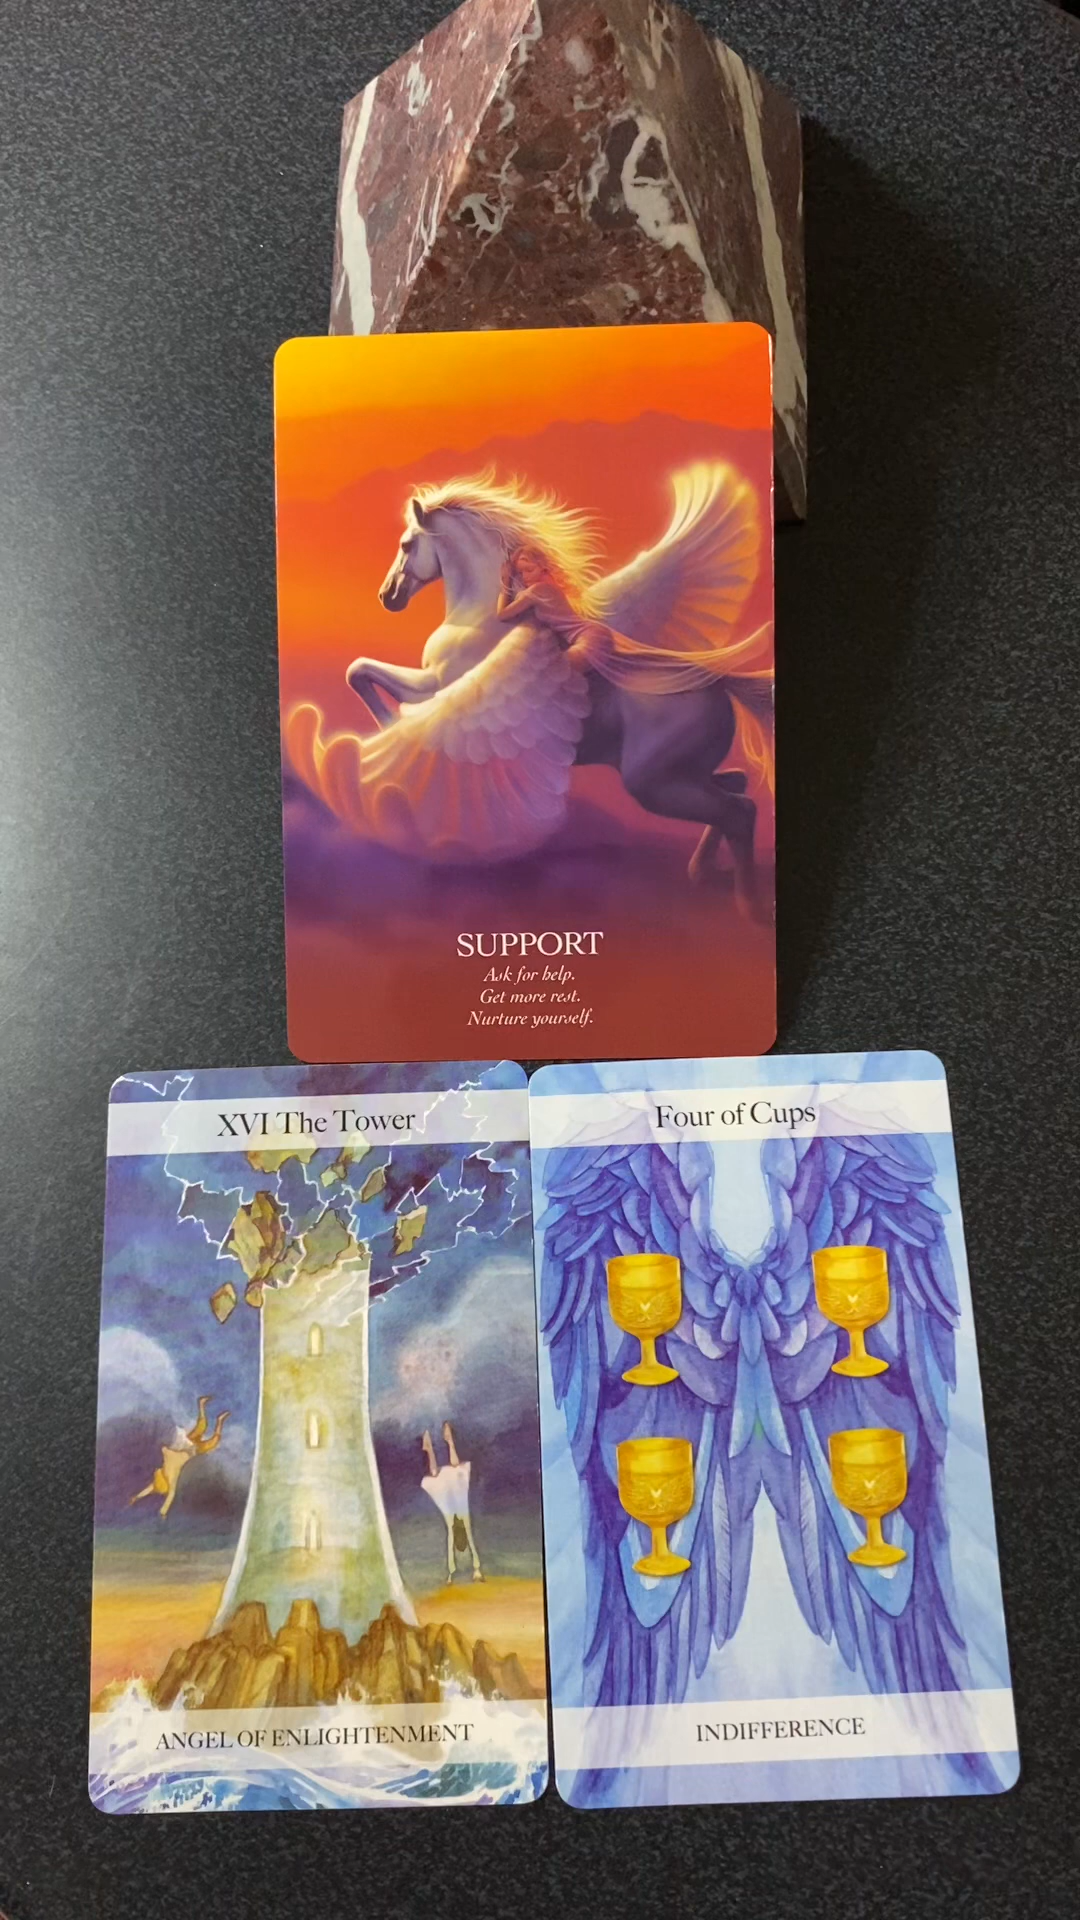 SUPPORT
Ask for help.
Get more rest.
Nurture yourself.
XVI The Tower
Four of Cups
ANGEL OF ENLIGHTENMENT
INDIFFERENCE